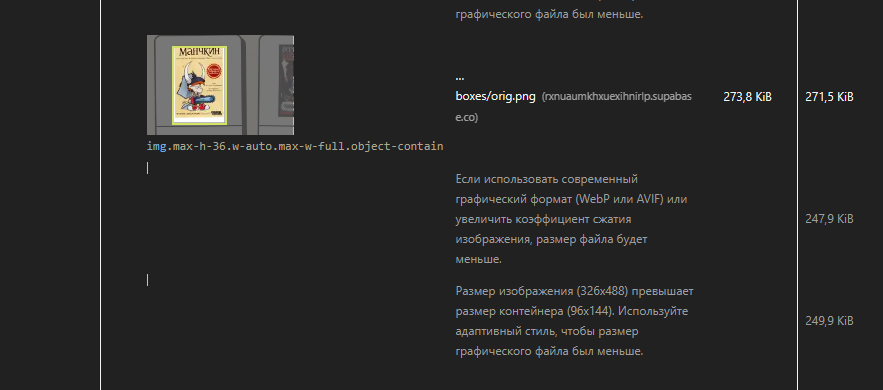 графического файла был меньше.
МАНЧКИН
...
boxes/orig.png (rxnuaumkhxuexihnirlp.supabas
e.co)
273,8 KiB
271,5 KiB
img.max-h-36.w-auto.max-w-full.object-contain
Если использовать современный
графический формат (WebP или AVIF) или
увеличить коэффициент сжатия
изображения, размер файла будет
меньше.
247,9 KiB
Размер изображения (326x488) превышает
размер контейнера (96x144). Используйте
адаптивный стиль, чтобы размер
графического файла был меньше.
249,9 KiB